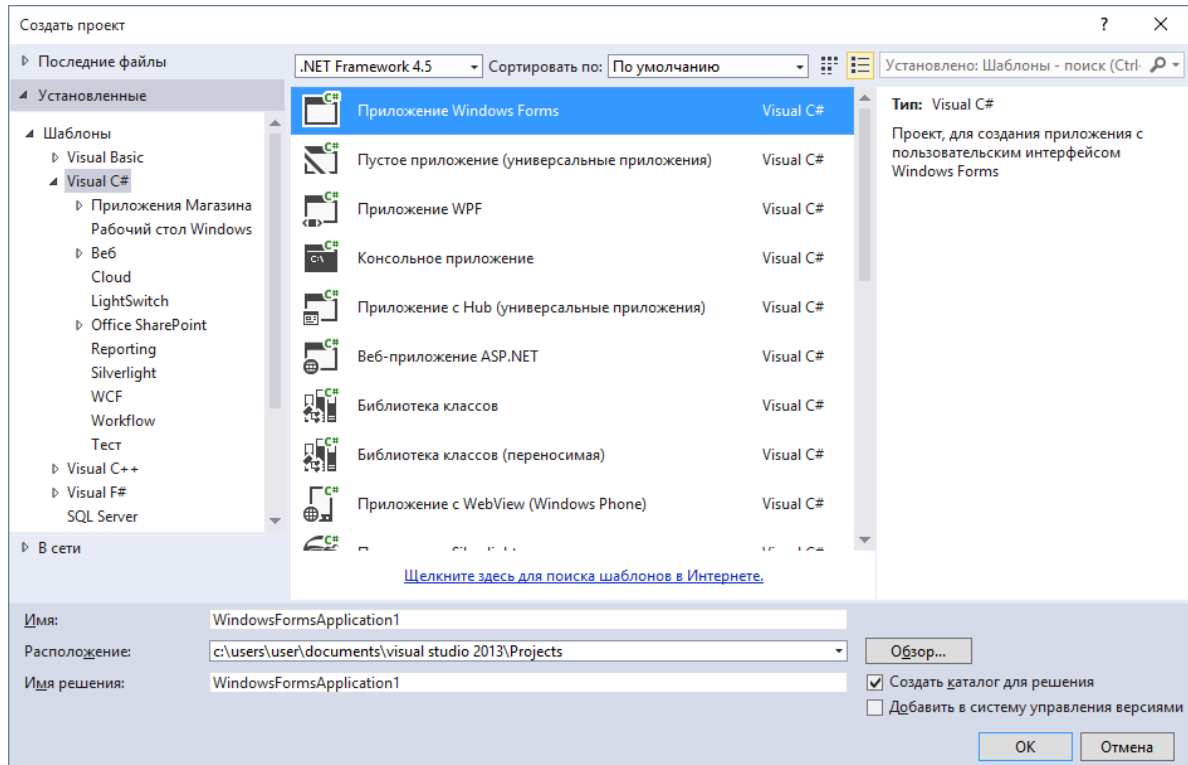 Создать проект
? ×
Последние файлы
.NET Framework 4.5
Сортировать по: По умолчанию
Установлено: Шаблоны - поиск (Ctrl-
Установленные
Шаблоны
Visual Basic
Visual C#
Приложения Магазина
Рабочий стол Windows
Веб
Cloud
LightSwitch
Office SharePoint
Reporting
Silverlight
WCF
Workflow
Тест
Visual C++
Visual F#
SQL Server
В сети
Приложение Windows Forms Visual C#
Пустое приложение (универсальные приложения) Visual C#
Приложение WPF Visual C#
Консольное приложение Visual C#
Приложение с Hub (универсальные приложения) Visual C#
Веб-приложение ASP.NET Visual C#
Библиотека классов Visual C#
Библиотека классов (переносимая) Visual C#
Приложение с WebView (Windows Phone) Visual C#
Щелкните здесь для поиска шаблонов в Интернете.
Тип: Visual C#
Проект, для создания приложения с
пользовательским интерфейсом
Windows Forms
Имя: WindowsFormsApplication1
Расположение: c:\users\user\documents\visual studio 2013\Projects
Обзор...
Имя решения: WindowsFormsApplication1
Создать каталог для решения
Добавить в систему управления версиями
ОК
Отмена